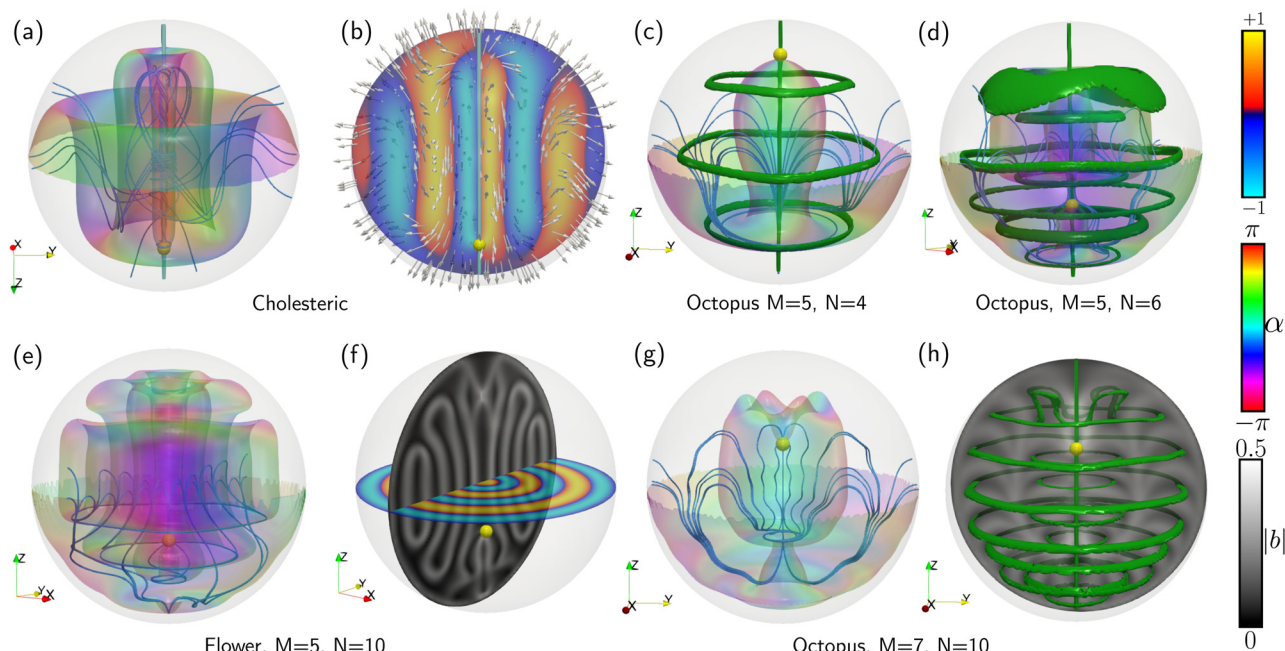 (a) (b) (c) (d) +1
−1
X Y Z
Z Y X
Z Y X
Cholesteric Octopus M=5, N=4 Octopus, M=5, N=6
π
α
−π
(e) (f) (g) (h)
0.5
|b|
0
Z Y X
Z Y X
Z Y X
Z Y X
Flower, M=5, N=10 Octopus, M=7, N=10